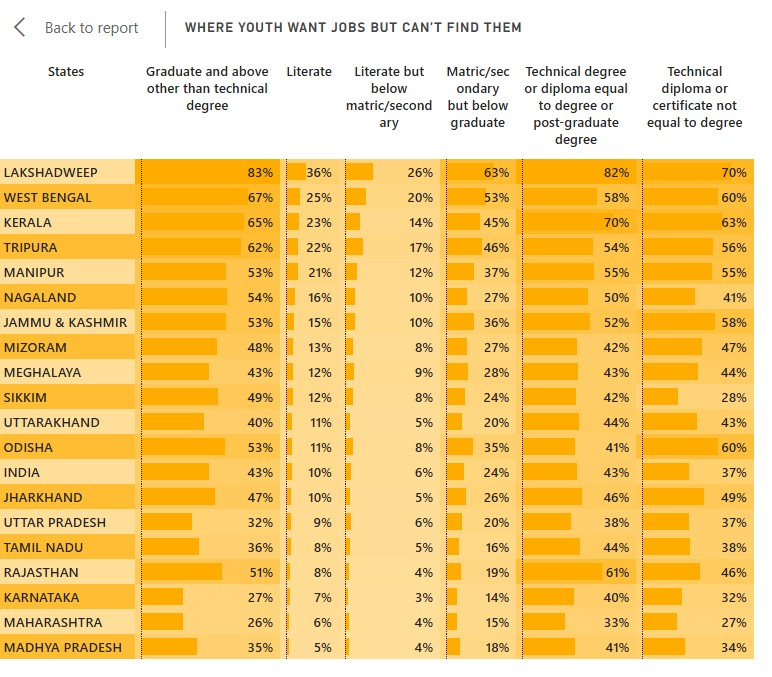 Back to report WHERE YOUTH WANT JOBS BUT CAN'T FIND THEM
States
Graduate and above
other than technical
degree
Literate
Literate but
below
matric/second
ary
Matric/sec
ondary
but below
graduate
Technical degree
or diploma equal
to degree or
post-graduate
degree
Technical
diploma or
certificate not
equal to degree
LAKSHADWEEP 83% 36% 26% 63% 82% 70%
WEST BENGAL 67% 25% 20% 53% 58% 60%
KERALA 65% 23% 14% 45% 70% 63%
TRIPURA 62% 22% 17% 46% 54% 56%
MANIPUR 53% 21% 12% 37% 55% 55%
NAGALAND 54% 16% 10% 27% 50% 41%
JAMMU & KASHMIR 53% 15% 10% 36% 52% 58%
MIZORAM 48% 13% 8% 27% 42% 47%
MEGHALAYA 43% 12% 9% 28% 43% 44%
SIKKIM 49% 12% 8% 24% 42% 28%
UTTARAKHAND 40% 11% 5% 20% 44% 43%
ODISHA 53% 11% 8% 35% 41% 60%
INDIA 43% 10% 6% 24% 43% 37%
JHARKHAND 47% 10% 5% 26% 46% 49%
UTTAR PRADESH 32% 9% 6% 20% 38% 37%
TAMIL NADU 36% 8% 5% 16% 44% 38%
RAJASTHAN 51% 8% 4% 19% 61% 46%
KARNATAKA 27% 7% 3% 14% 40% 32%
MAHARASHTRA 26% 6% 4% 15% 33% 27%
MADHYA PRADESH 35% 5% 4% 18% 41% 34%